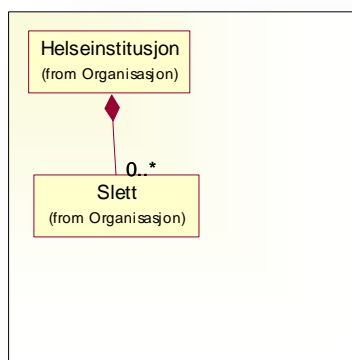 Helseinstitusjon
(from Organisasjon)
0..*
Slett
(from Organisasjon)